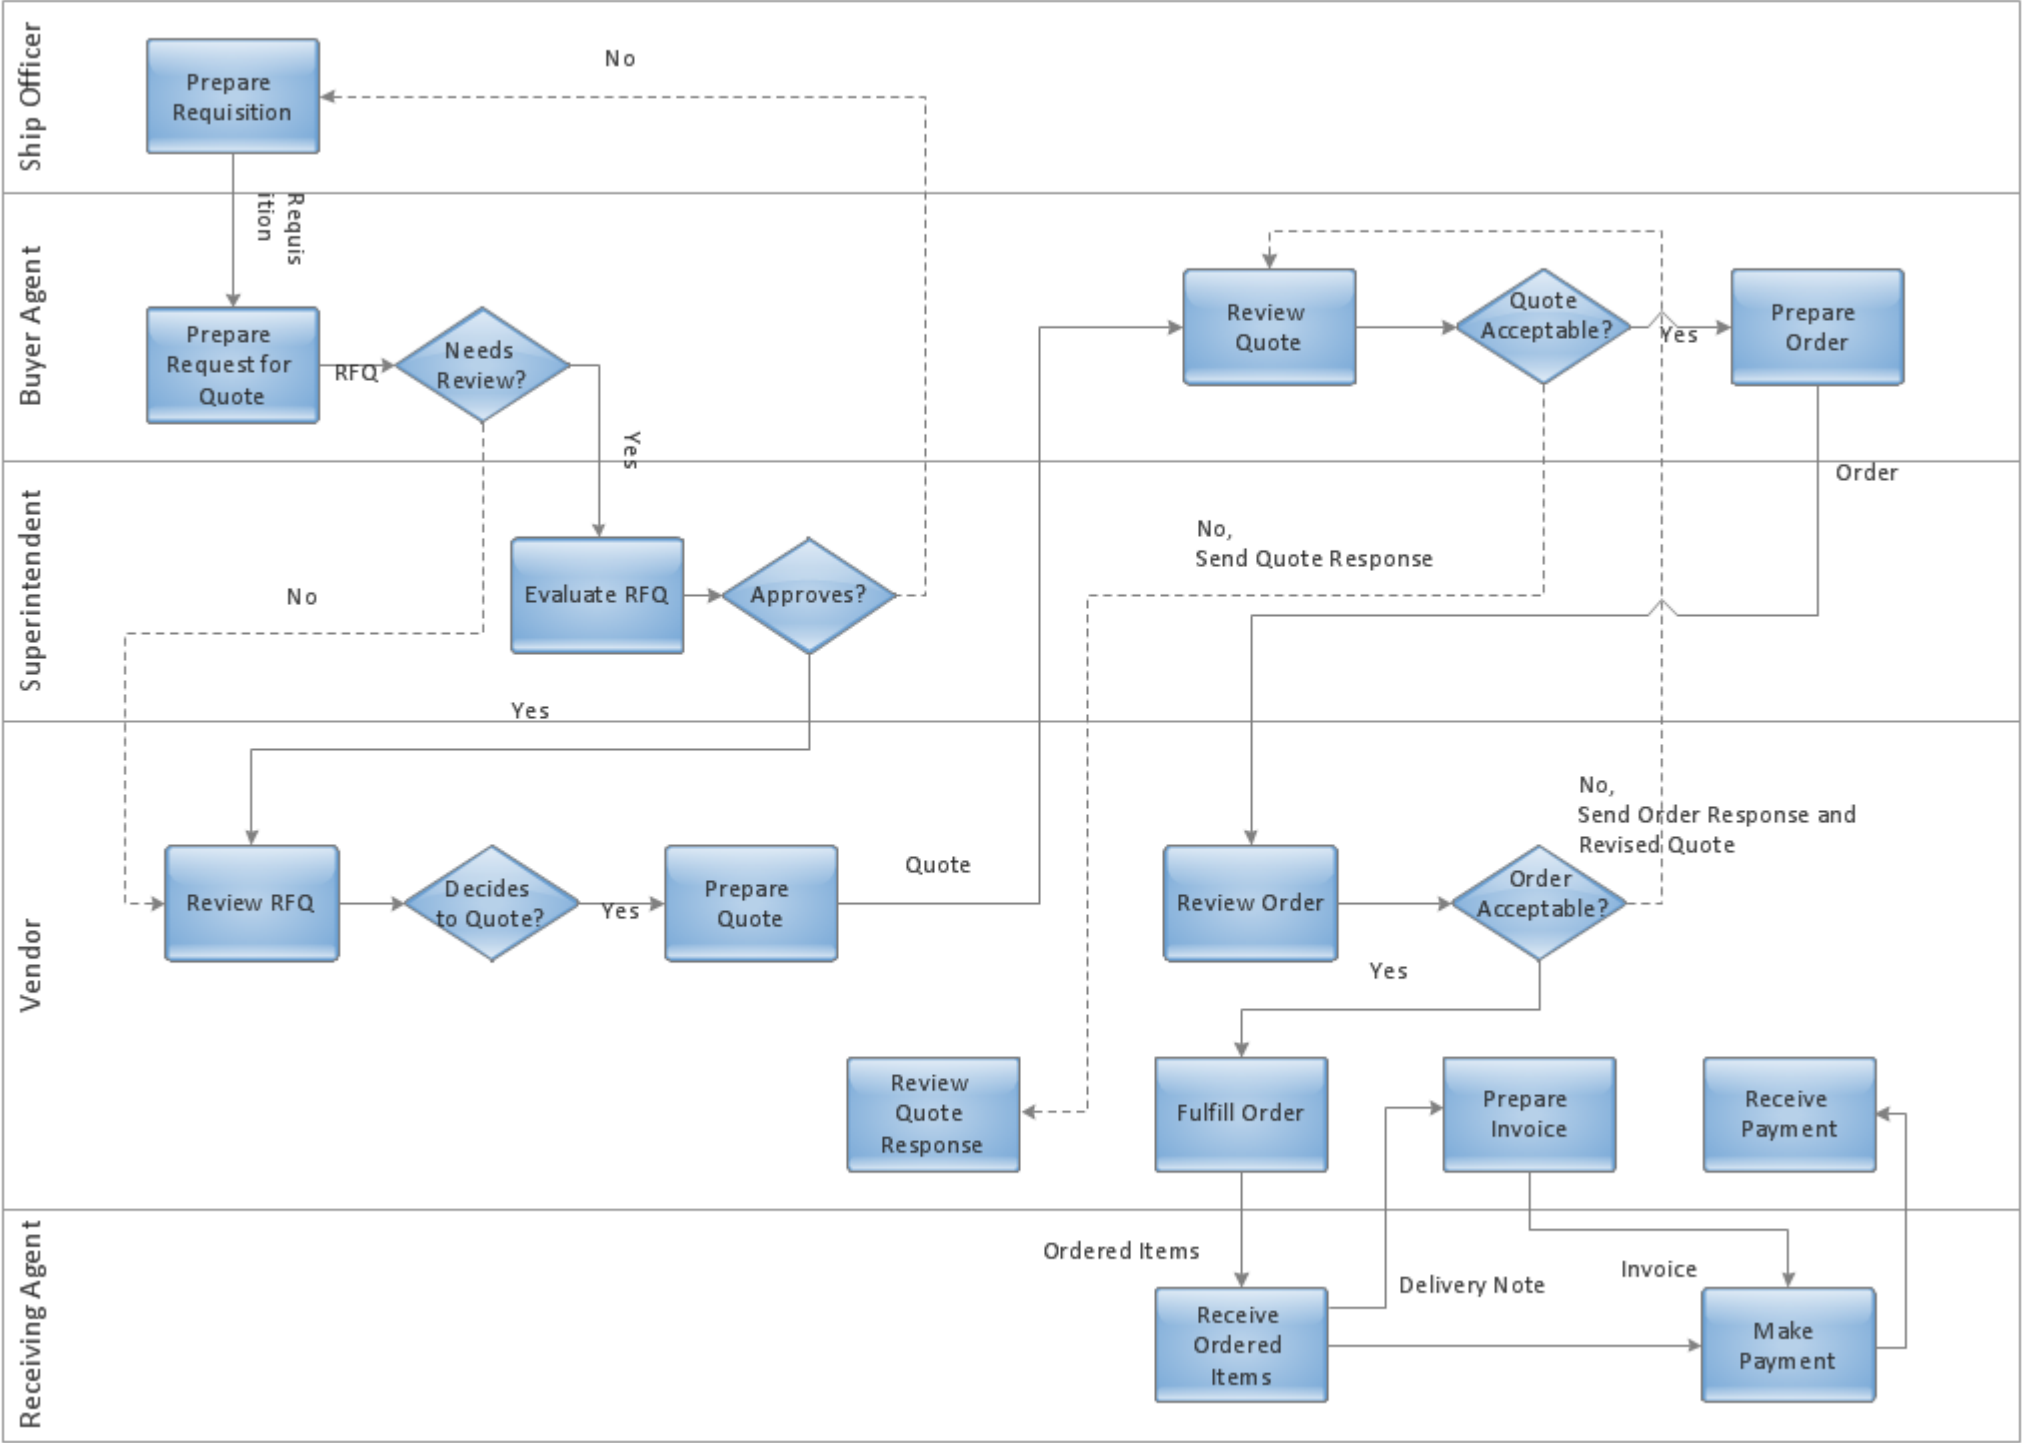 Ship Officer
Prepare
Requisition
No
Requis
ition
Buyer Agent
Prepare
Request for
Quote
RFQ
Needs
Review?
Yes
Review
Quote
Quote
Acceptable?
Yes
Prepare
Order
Superintendent
No
Evaluate RFQ
Approves?
Yes
No,
Send Quote Response
Order
Vendor
Review RFQ
Decides
to Quote?
Yes
Prepare
Quote
Quote
Review Order
Order
Acceptable?
No,
Send Order Response and
Revised Quote
Yes
Review
Quote
Response
Fulfill Order
Prepare
Invoice
Receive
Payment
Receiving Agent
Ordered Items
Receive
Ordered
Items
Delivery Note
Invoice
Make
Payment